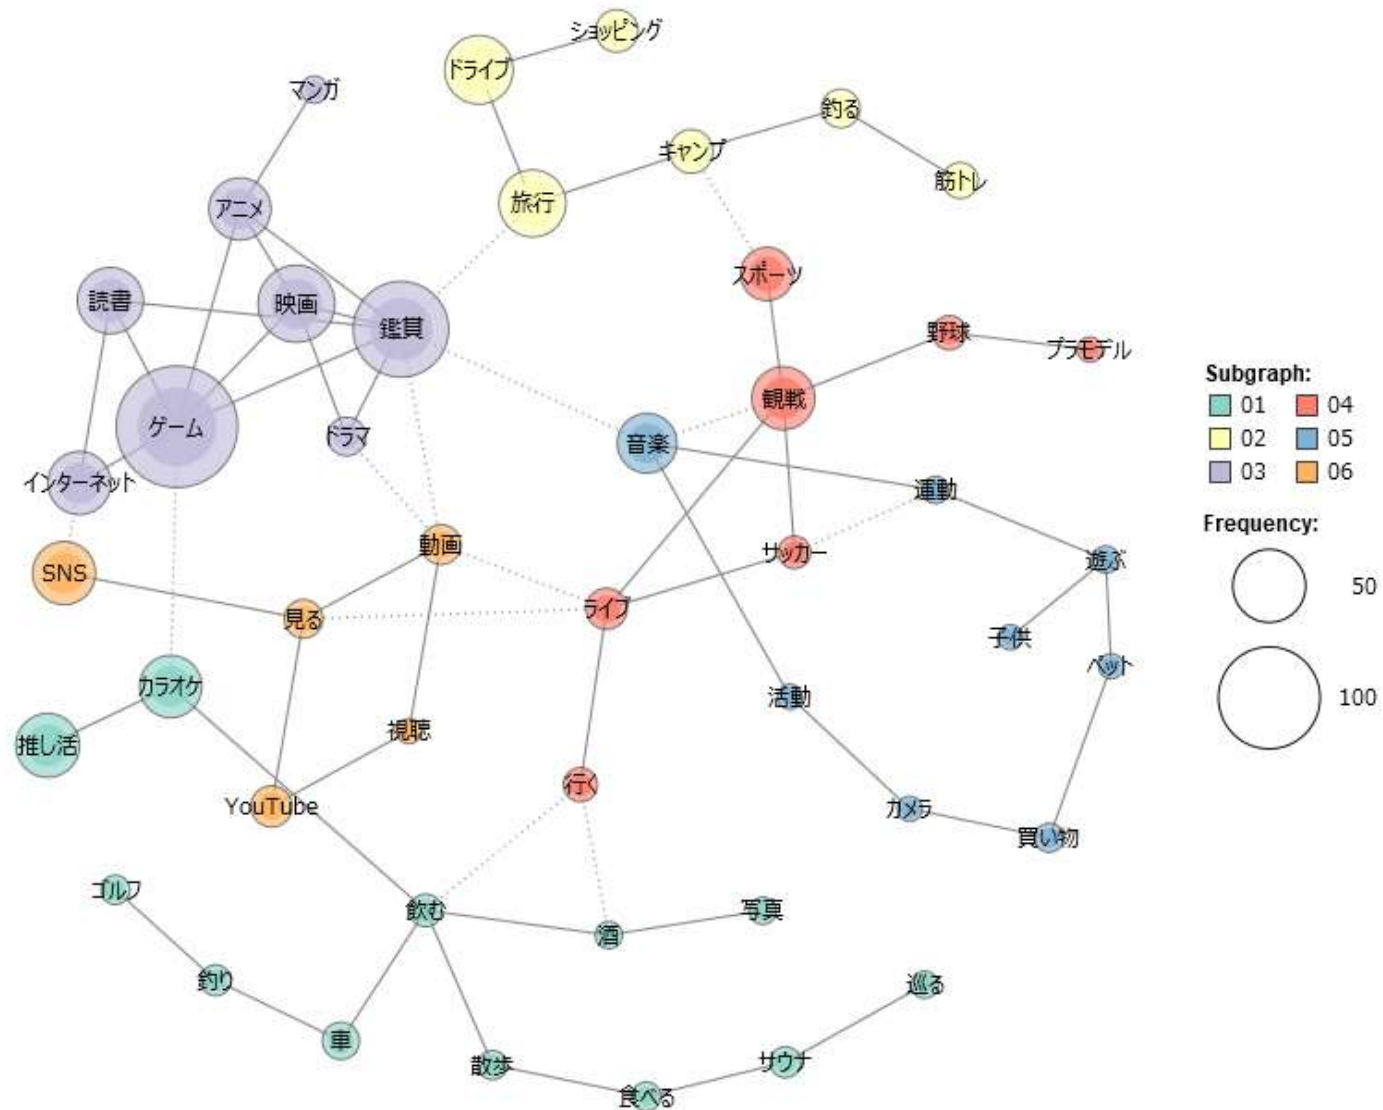 ショッピング
ドライブ
マンガ
釣る
キャンプ
筋トレ
アニメ
旅行
スポーツ
読書
映画
鑑賞
野球
プラモデル
観戦
ゲーム
ドラマ
音楽
インターネット
運動
動画
サッカー
遊ぶ
SNS
見る
ライブ
子供
ペット
カラオケ
活動
推し活
視聴
行く
YouTube
カメラ
買い物
ゴルフ
飲む
酒
写真
釣り
巡る
車
散歩
サウナ
食べる
Subgraph:
01 04
02 05
03 06
Frequency:
50
100